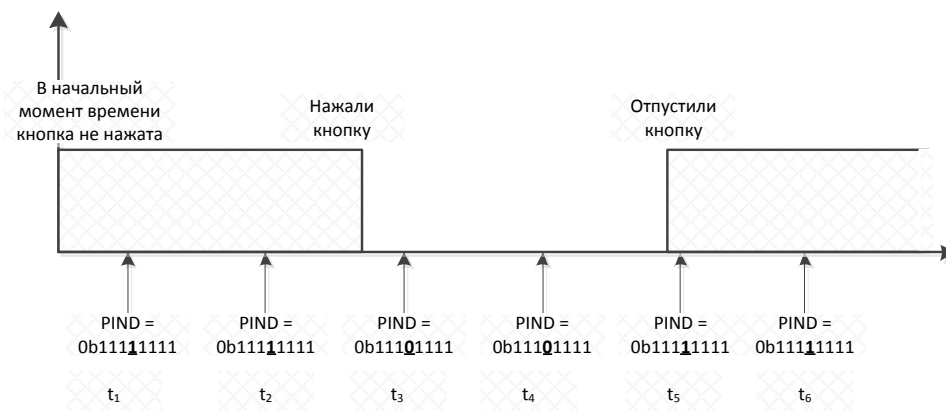 В начальный
момент времени
кнопка не нажата
Нажали
кнопку
Отпустили
кнопку
PIND =
0b11111111
t1
PIND =
0b11111111
t2
PIND =
0b11101111
t3
PIND =
0b11101111
t4
PIND =
0b11111111
t5
PIND =
0b11111111
t6